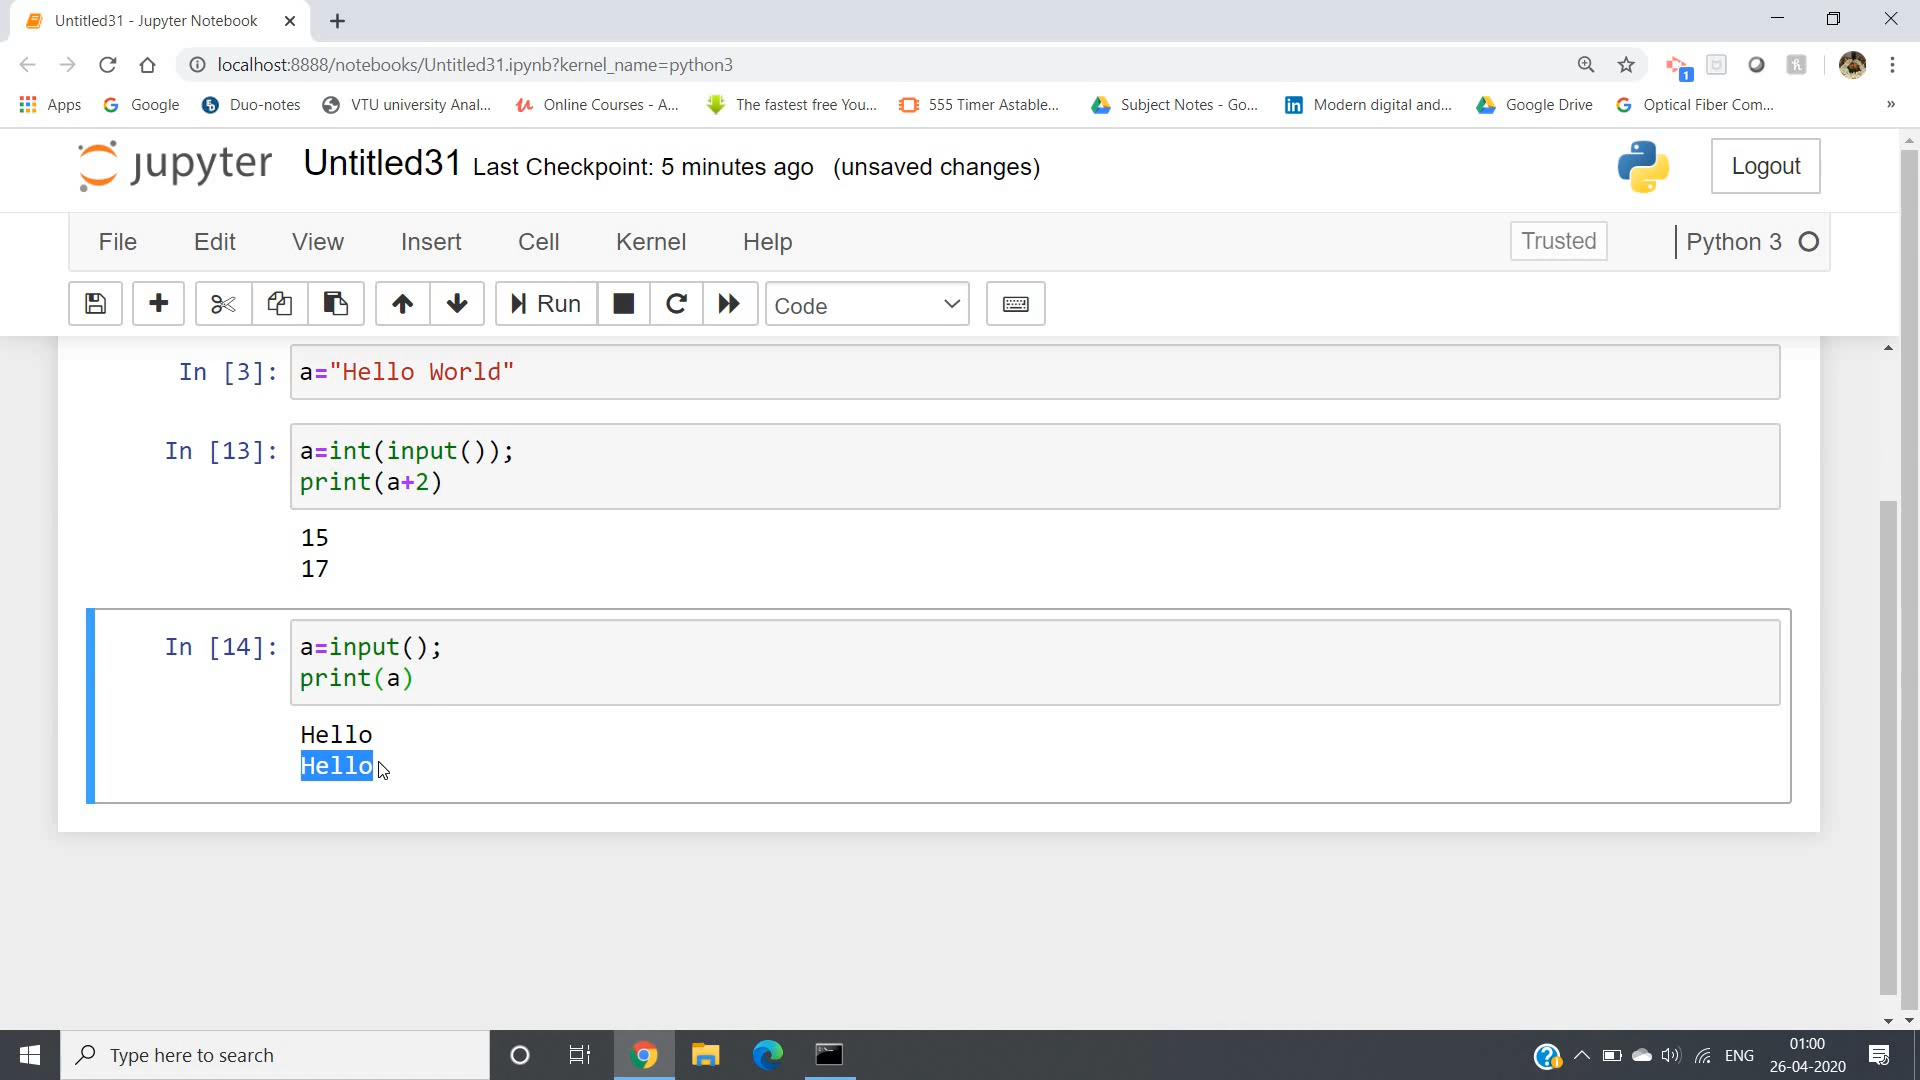 Untitled31 - Jupyter Notebook
localhost:8888/notebooks/Untitled31.ipynb?kernel_name=python3
1
Apps Google Duo-notes VTU university Anal... Online Courses - A... The fastest free You... 555 Timer Astable... Subject Notes - Go... Modern digital and... Google Drive Optical Fiber Com... »
jupyter Untitled31 Last Checkpoint: 5 minutes ago (unsaved changes) Logout
File Edit View Insert Cell Kernel Help Trusted Python 3
Run Code
In [3]: a="Hello World"
In [13]: a=int(input());
print(a+2)
15
17
In [14]: a=input();
print(a)
Hello
Hello
Type here to search
ENG
01:00
26-04-2020